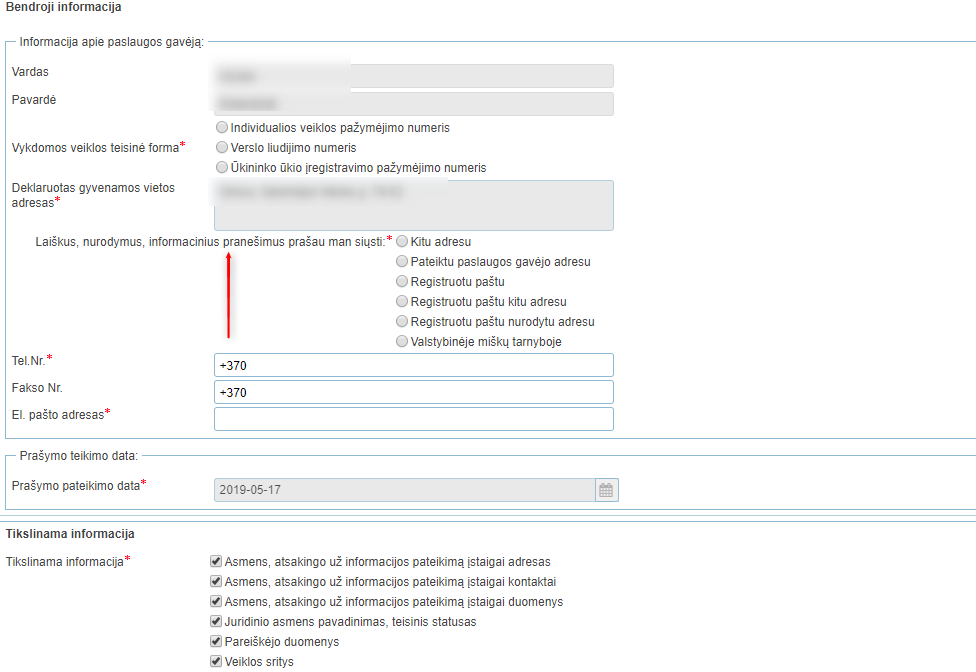 Bendroji informacija
Informacija apie paslaugos gavėją:
Vardas
Pavardė
Vykdomos veiklos teisinė forma*
Individualios veiklos pažymėjimo numeris
Verslo liudijimo numeris
Ūkininko ūkio įregistravimo pažymėjimo numeris
Deklaruotas gyvenamos vietos
adresas*
Laiškus, nurodymus, informacinius pranešimus prašau man siųsti:*
Kitu adresu
Pateiktu paslaugos gavėjo adresu
Registruotu paštu
Registruotu paštu kitu adresu
Registruotu paštu nurodytu adresu
Valstybinėje miškų tarnyboje
Tel.Nr.* +370
Fakso Nr. +370
El. pašto adresas*
Prašymo teikimo data:
Prašymo pateikimo data* 2019-05-17
Tikslinama informacija
Tikslinama informacija*
Asmens, atsakingo už informacijos pateikimą įstaigai adresas
Asmens, atsakingo už informacijos pateikimą įstaigai kontaktai
Asmens, atsakingo už informacijos pateikimą įstaigai duomenys
Juridinio asmens pavadinimas, teisinis statusas
Pareiškėjo duomenys
Veiklos sritys